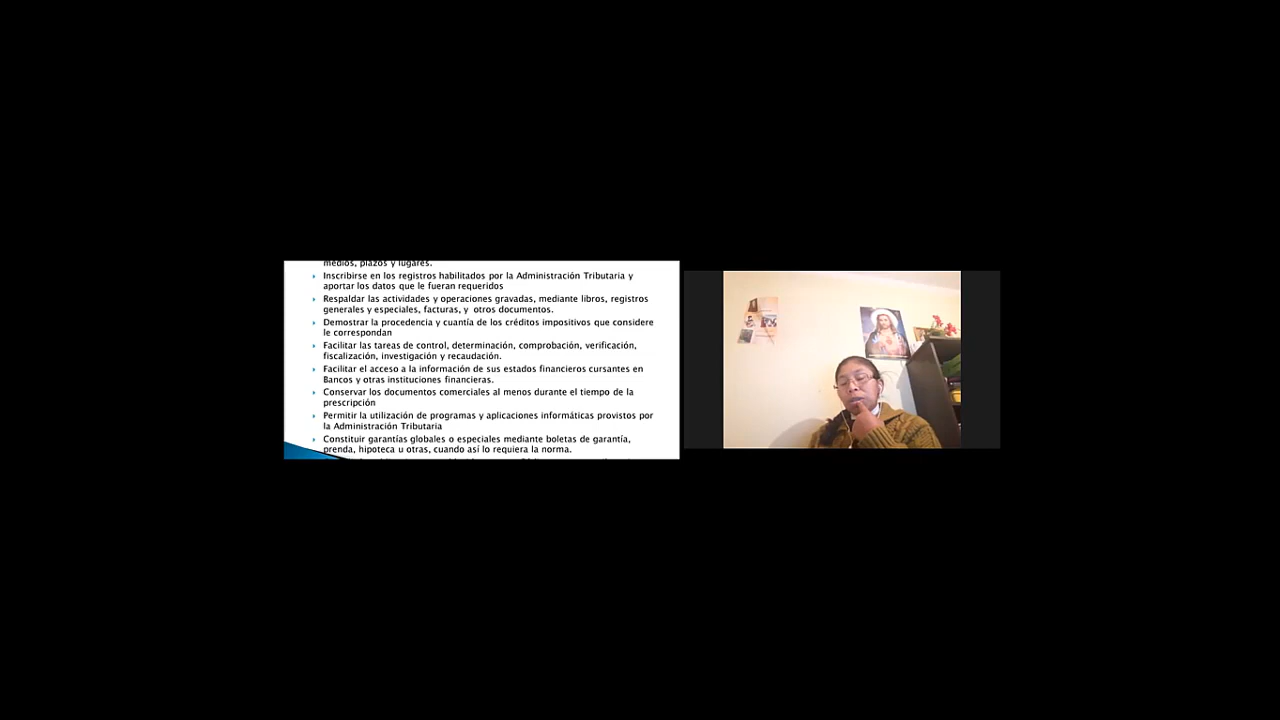 medios, plazos y lugares.
Inscribirse en los registros habilitados por la Administración Tributaria y
aportar los datos que le fueran requeridos
Respaldar las actividades y operaciones gravadas, mediante libros, registros
generales y especiales, facturas, y otros documentos.
Demostrar la procedencia y cuantía de los créditos impositivos que considere
le correspondan
Facilitar las tareas de control, determinación, comprobación, verificación,
fiscalización, investigación y recaudación.
Facilitar el acceso a la información de sus estados financieros cursantes en
Bancos y otras instituciones financieras.
Conservar los documentos comerciales al menos durante el tiempo de la
prescripción
Permitir la utilización de programas y aplicaciones informáticas provistos por
la Administración Tributaria
Constituir garantías globales o especiales mediante boletas de garantía,
prenda, hipoteca u otras, cuando así lo requiera la norma.